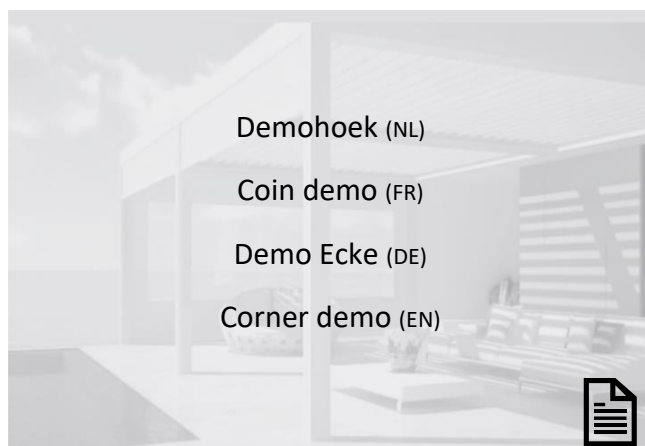 Demohoek (NL)
Coin demo (FR)
Demo Ecke (DE)
Corner demo (EN)